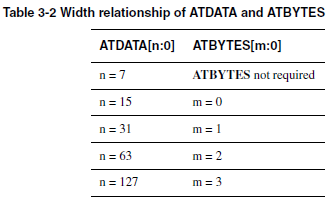 Table 3-2 Width relationship of ATDATA and ATBYTES
ATDATA[n:0] ATBYTES[m:0]
n = 7 ATBYTES not required
n = 15 m = 0
n = 31 m = 1
n = 63 m = 2
n = 127 m = 3